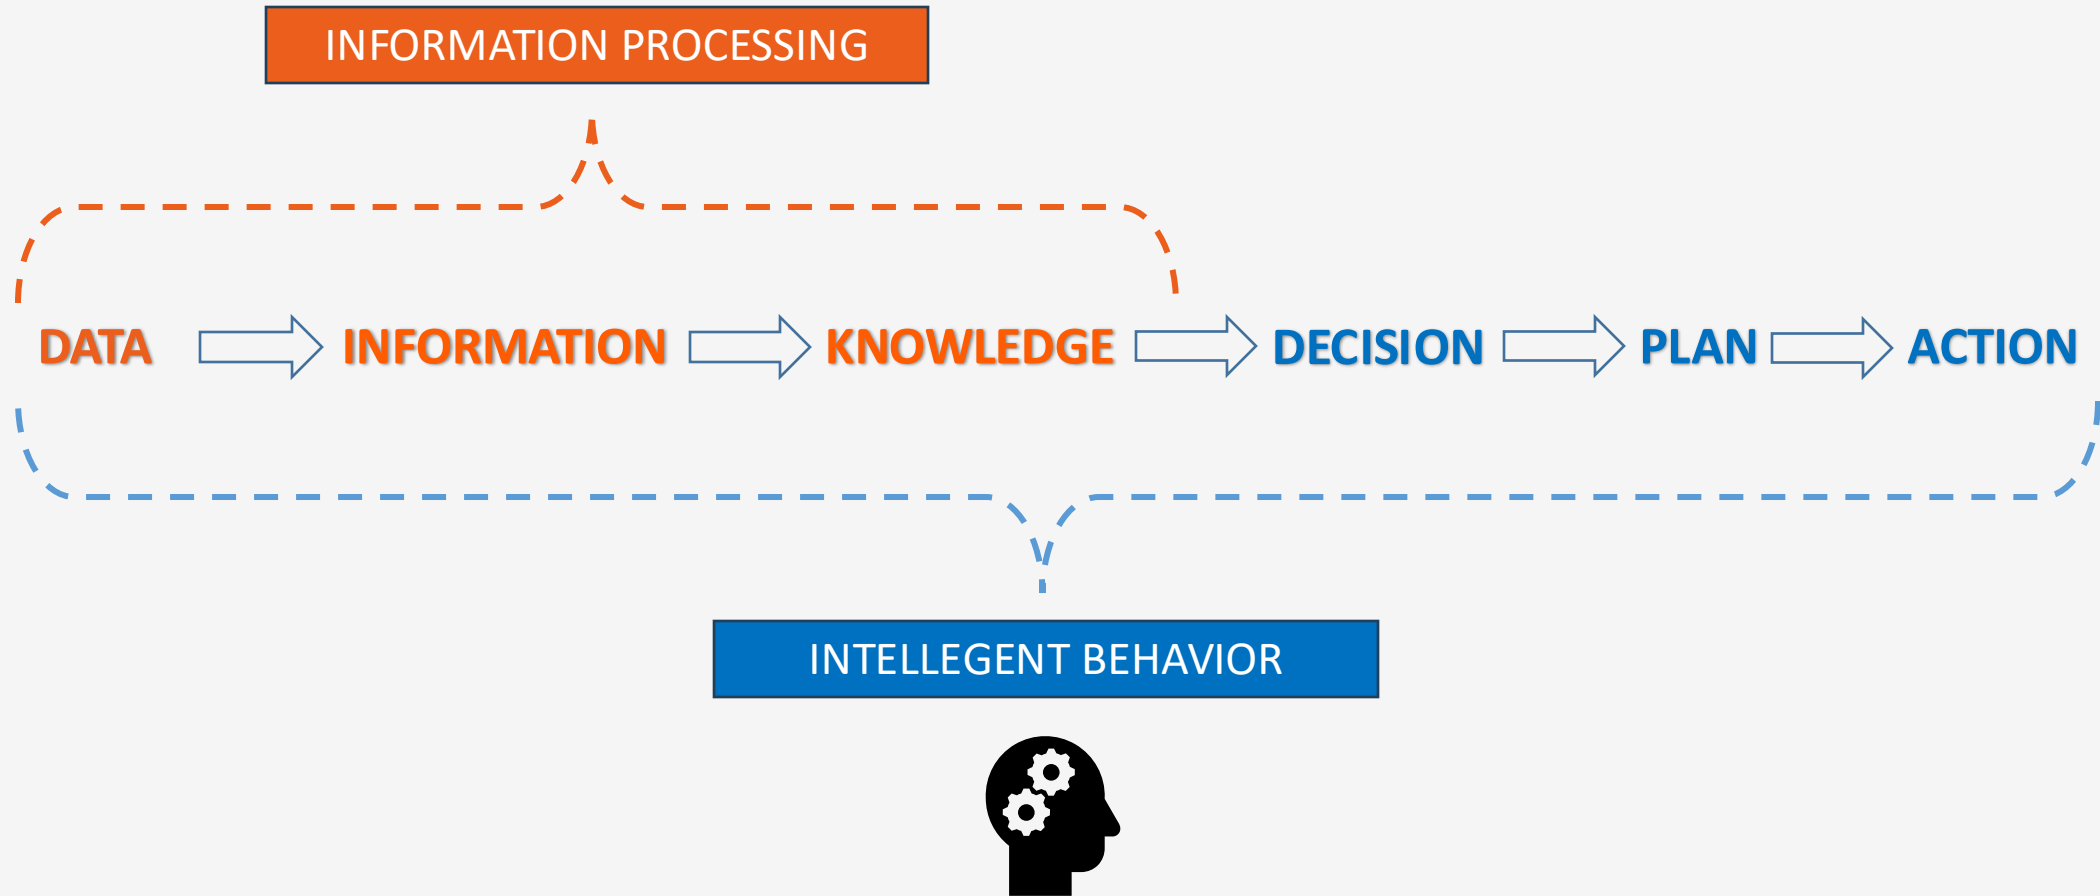 INFORMATION PROCESSING
DATA INFORMATION KNOWLEDGE DECISION PLAN ACTION
INTELLEGENT BEHAVIOR